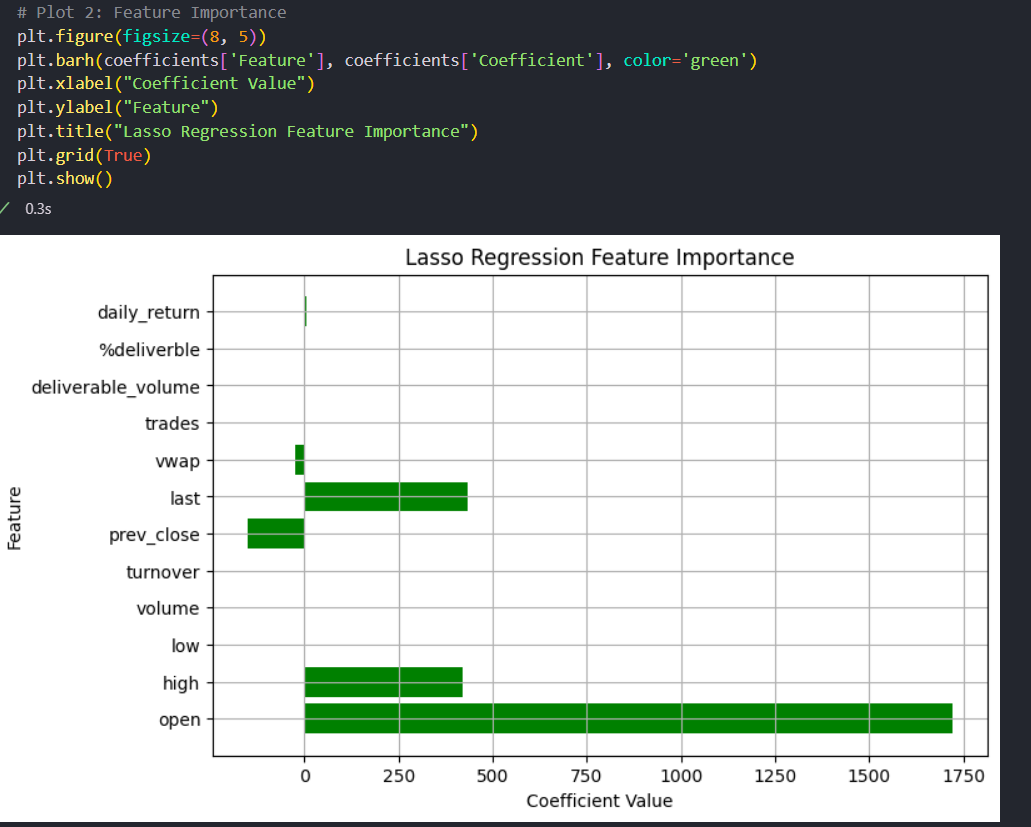 # Plot 2: Feature Importance
plt.figure(figsize=(8, 5))
plt.barh(coefficients['Feature'], coefficients['Coefficient'], color='green')
plt.xlabel("Coefficient Value")
plt.ylabel("Feature")
plt.title("Lasso Regression Feature Importance")
plt.grid(True)
plt.show()
0.3s
Lasso Regression Feature Importance
daily_return
%deliverble
deliverable_volume
trades
vwap
last
prev_close
turnover
volume
low
high
open
Feature
0 250 500 750 1000 1250 1500 1750
Coefficient Value